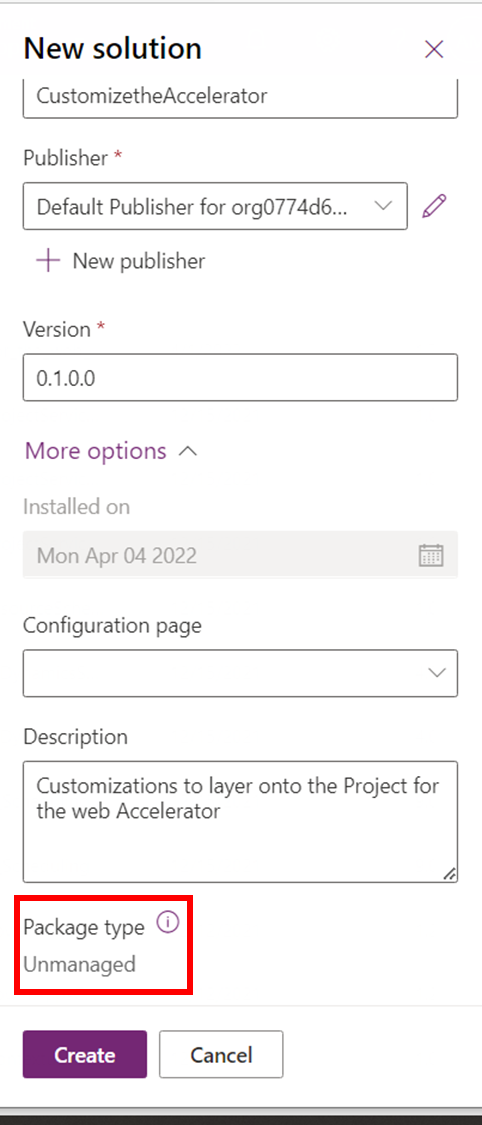 New solution
CustomizetheAccelerator
Publisher *
Default Publisher for org0774d6...
New publisher
Version *
0.1.0.0
More options
Installed on
Mon Apr 04 2022
Configuration page
Description
Customizations to layer onto the Project for
the web Accelerator
Package type
Unmanaged
Create
Cancel